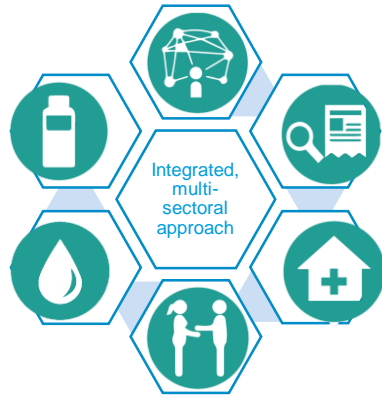 Integrated,
multi-
sectoral
approach